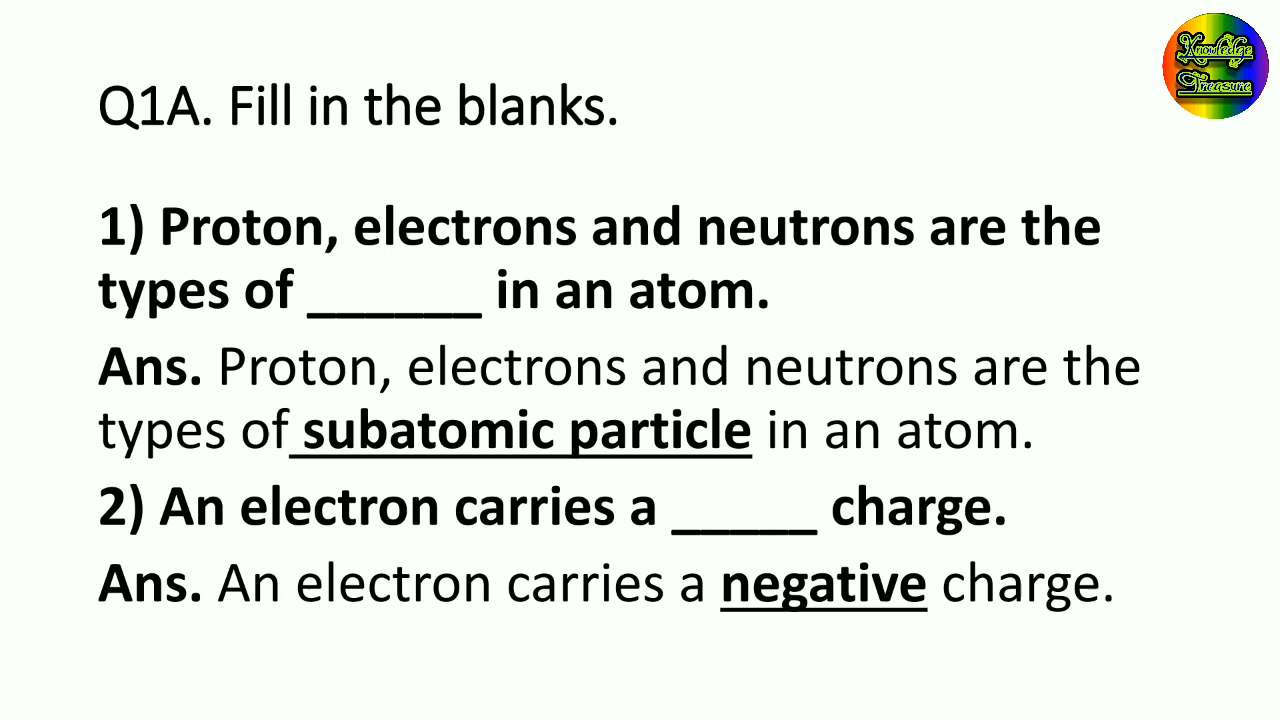 Knowledge
Treasure
Q1A. Fill in the blanks.
1) Proton, electrons and neutrons are the
types of ______ in an atom.
Ans. Proton, electrons and neutrons are the
types of subatomic particle in an atom.
2) An electron carries a _____ charge.
Ans. An electron carries a negative charge.